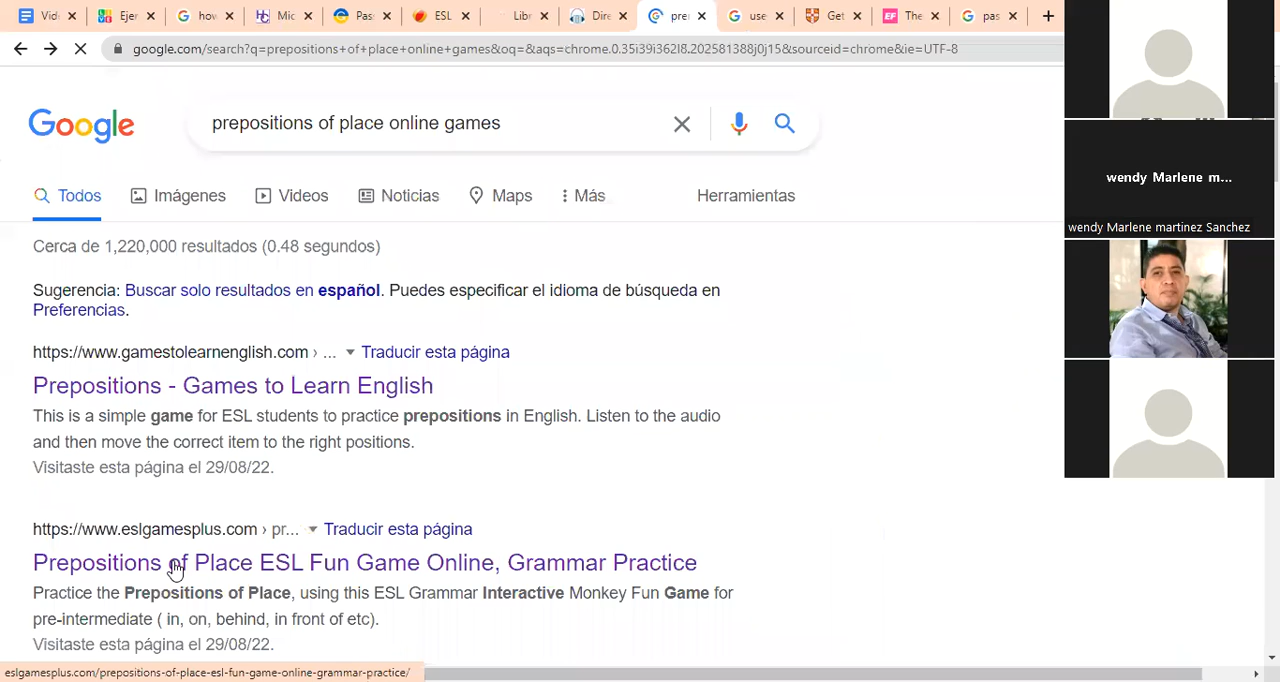 Vid
Ejer
how
Mic
Pas
ESL
Libr
Dire
pre
use
Get
EF
The
pas
google.com/search?q=prepositions+of+place+online+games&oq=&aqs=chrome.0.35i39i362l8.202581388j0j15&sourceid=chrome&ie=UTF-8
Google
prepositions of place online games
Todos
Imágenes
Videos
Noticias
Maps
Más
Herramientas
Cerca de 1,220,000 resultados (0.48 segundos)
Sugerencia: Buscar solo resultados en español. Puedes especificar el idioma de búsqueda en
Preferencias.
https://www.gamestolearnenglish.com › ... Traducir esta página
Prepositions - Games to Learn English
This is a simple game for ESL students to practice prepositions in English. Listen to the audio
and then move the correct item to the right positions.
Visitaste esta página el 29/08/22.
https://www.eslgamesplus.com › pr... Traducir esta página
Prepositions of Place ESL Fun Game Online, Grammar Practice
Practice the Prepositions of Place, using this ESL Grammar Interactive Monkey Fun Game for
pre-intermediate ( in, on, behind, in front of etc).
Visitaste esta página el 29/08/22.
eslgamesplus.com/prepositions-of-place-esl-fun-game-online-grammar-practice/
wendy Marlene m...
wendy Marlene martinez Sanchez